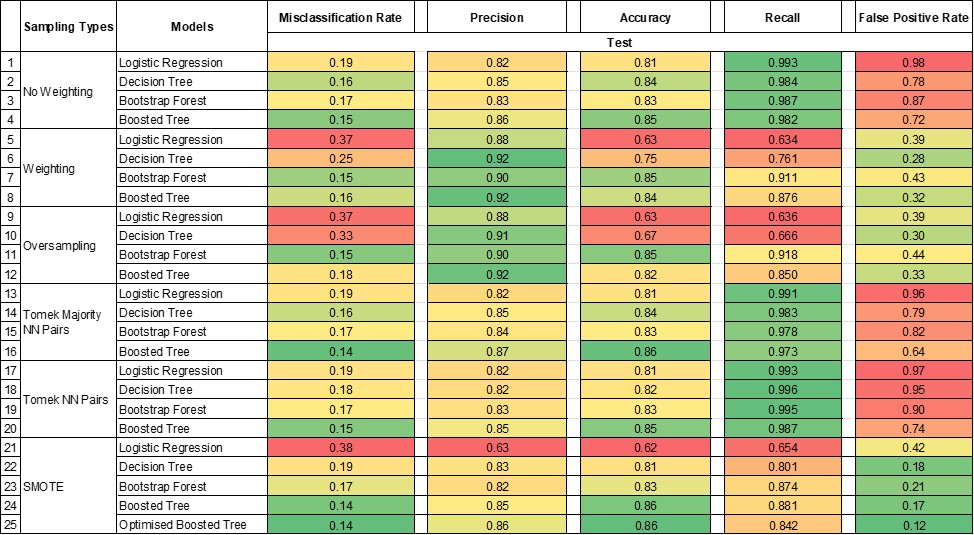 Sampling Types Models Misclassification Rate Precision Accuracy Recall False Positive Rate
Test
1 No Weighting Logistic Regression 0.19 0.82 0.81 0.993 0.98
2 Decision Tree 0.16 0.85 0.84 0.984 0.78
3 Bootstrap Forest 0.17 0.83 0.83 0.987 0.87
4 Boosted Tree 0.15 0.86 0.85 0.982 0.72
5 Weighting Logistic Regression 0.37 0.88 0.63 0.634 0.39
6 Decision Tree 0.25 0.92 0.75 0.761 0.28
7 Bootstrap Forest 0.15 0.90 0.85 0.911 0.43
8 Boosted Tree 0.16 0.92 0.84 0.876 0.32
9 Oversampling Logistic Regression 0.37 0.88 0.63 0.636 0.39
10 Decision Tree 0.33 0.91 0.67 0.666 0.30
11 Bootstrap Forest 0.15 0.90 0.85 0.918 0.44
12 Boosted Tree 0.18 0.92 0.82 0.850 0.33
13 Tomek Majority NN Pairs Logistic Regression 0.19 0.82 0.81 0.991 0.96
14 Decision Tree 0.16 0.85 0.84 0.983 0.79
15 Bootstrap Forest 0.17 0.84 0.83 0.978 0.82
16 Boosted Tree 0.14 0.87 0.86 0.973 0.64
17 Tomek NN Pairs Logistic Regression 0.19 0.82 0.81 0.993 0.97
18 Decision Tree 0.18 0.82 0.82 0.996 0.95
19 Bootstrap Forest 0.17 0.83 0.83 0.995 0.90
20 Boosted Tree 0.15 0.85 0.85 0.987 0.74
21 SMOTE Logistic Regression 0.38 0.63 0.62 0.654 0.42
22 Decision Tree 0.19 0.83 0.81 0.801 0.18
23 Bootstrap Forest 0.17 0.82 0.83 0.874 0.21
24 Boosted Tree 0.14 0.85 0.86 0.881 0.17
25 Optimised Boosted Tree 0.14 0.86 0.86 0.842 0.12